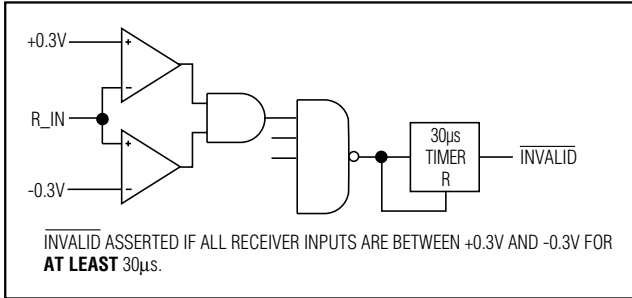 +0.3V
+
-
R_IN
+
-
-0.3V
30µs
TIMER
R
INVALID
INVALID ASSERTED IF ALL RECEIVER INPUTS ARE BETWEEN +0.3V AND -0.3V FOR
AT LEAST 30µs.